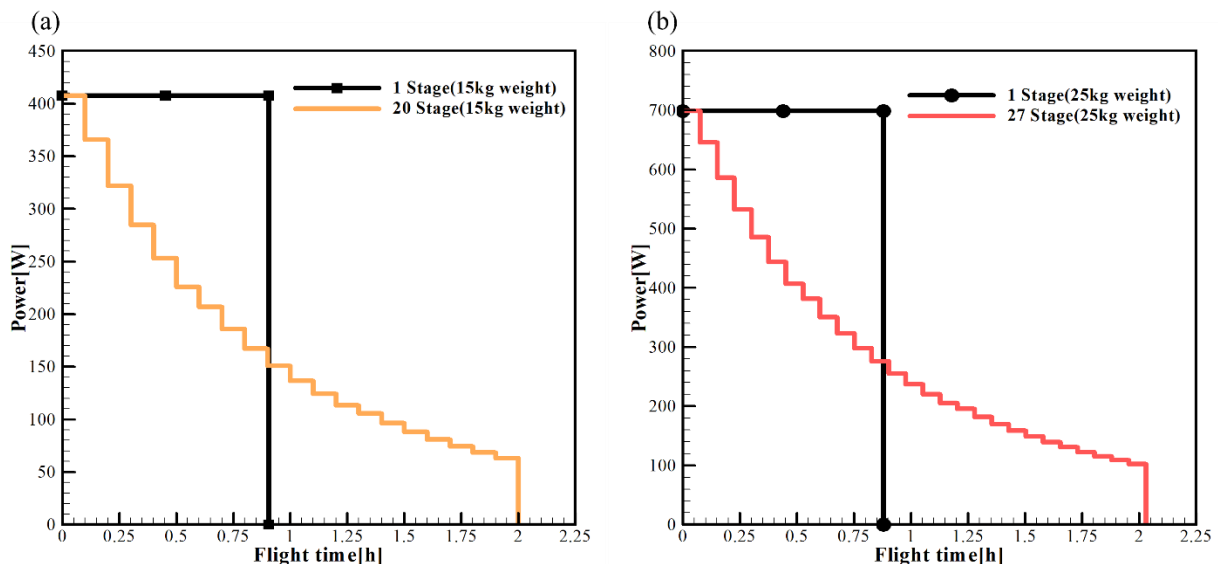 (a)
Power[W]
450
400
350
300
250
200
150
100
50
0
1 Stage(15kg weight)
20 Stage(15kg weight)
0 0.25 0.5 0.75 1 1.25 1.5 1.75 2 2.25
Flight time[h]
(b)
Power[W]
800
700
600
500
400
300
200
100
0
1 Stage(25kg weight)
27 Stage(25kg weight)
0 0.25 0.5 0.75 1 1.25 1.5 1.75 2 2.25
Flight time[h]